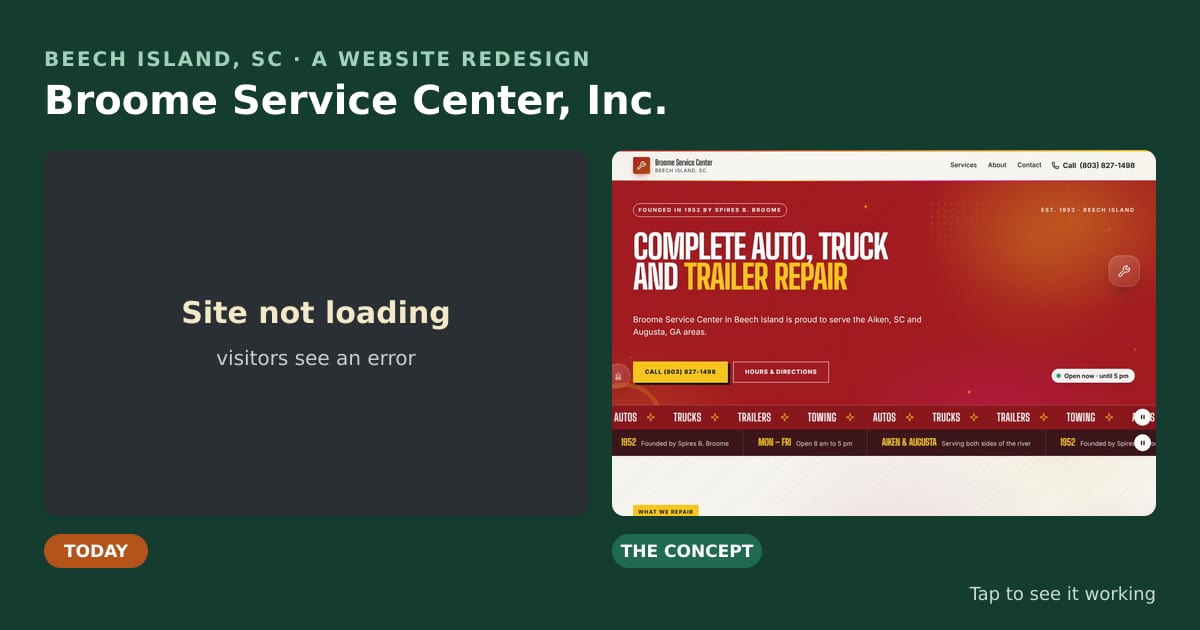 BEECH ISLAND, SC · A WEBSITE REDESIGN
Broome Service Center, Inc.
Site not loading
visitors see an error
TODAY
Broome Service Center
BEECH ISLAND, SC
Services About Contact Call (803) 827-1498
FOUNDED IN 1952 BY SPIRES B. BROOME
EST. 1952 · BEECH ISLAND
COMPLETE AUTO, TRUCK
AND TRAILER REPAIR
Broome Service Center in Beech Island is proud to serve the Aiken, SC and
Augusta, GA areas.
CALL (803) 827-1498
HOURS & DIRECTIONS
Open now · until 5 pm
AUTOS TRUCKS TRAILERS TOWING AUTOS TRUCKS TRAILERS TOWING
1952 Founded by Spires B. Broome MON – FRI Open 8 am to 5 pm AIKEN & AUGUSTA Serving both sides of the river 1952 Founded by
WHAT WE REPAIR
THE CONCEPT
Tap to see it working